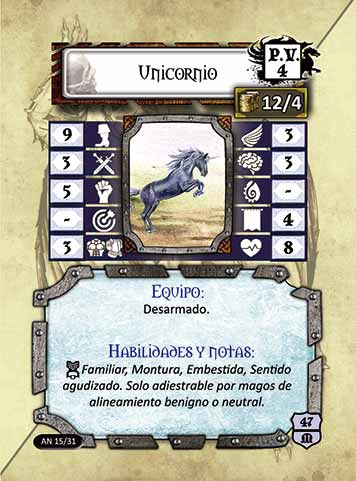 Unicornio
P.V.
4
12/4
9 3
3 3
5 -
- 4
3 8
Equipo:
Desarmado.
Habilidades y notas:
Familiar, Montura, Embestida, Sentido
agudizado. Solo adiestrable por magos de
alineamiento benigno o neutral.
AN 15/31
47
M